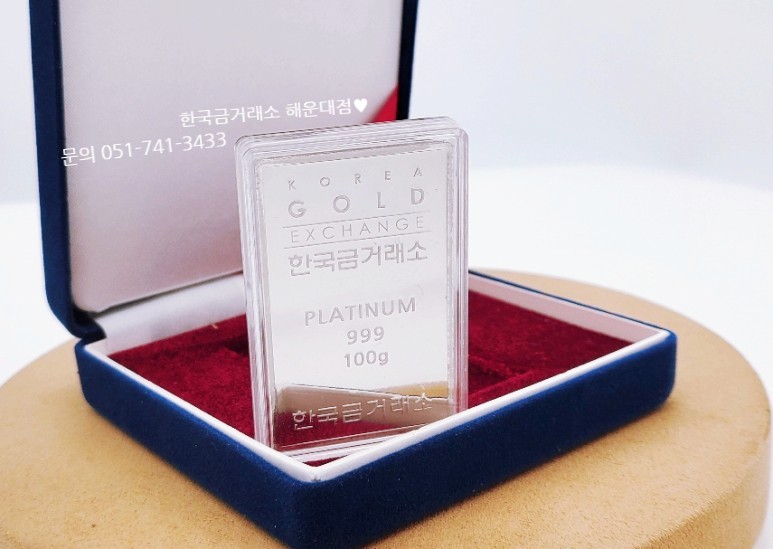 한국금거래소 해운대점♥
문의 051-741-3433
KOREA
GOLD
EXCHANGE
한국금거래소
PLATINUM
999
100g
한국금거래소